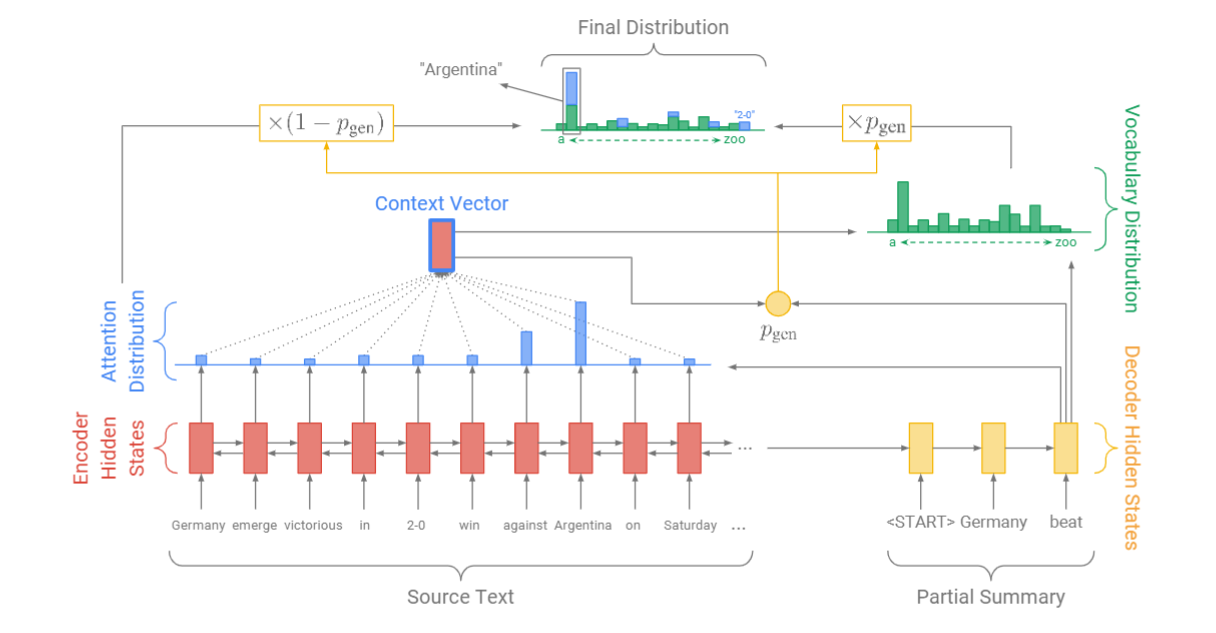 Final Distribution
"Argentina"
×(1 − p_gen)
×p_gen
"2-0"
a
zoo
Context Vector
Vocabulary Distribution
a
zoo
Attention
Distribution
p_gen
Encoder
Hidden
States
Decoder Hidden States
...
Germany emerge victorious in 2-0 win against Argentina on Saturday ...
<START> Germany beat
Source Text
Partial Summary